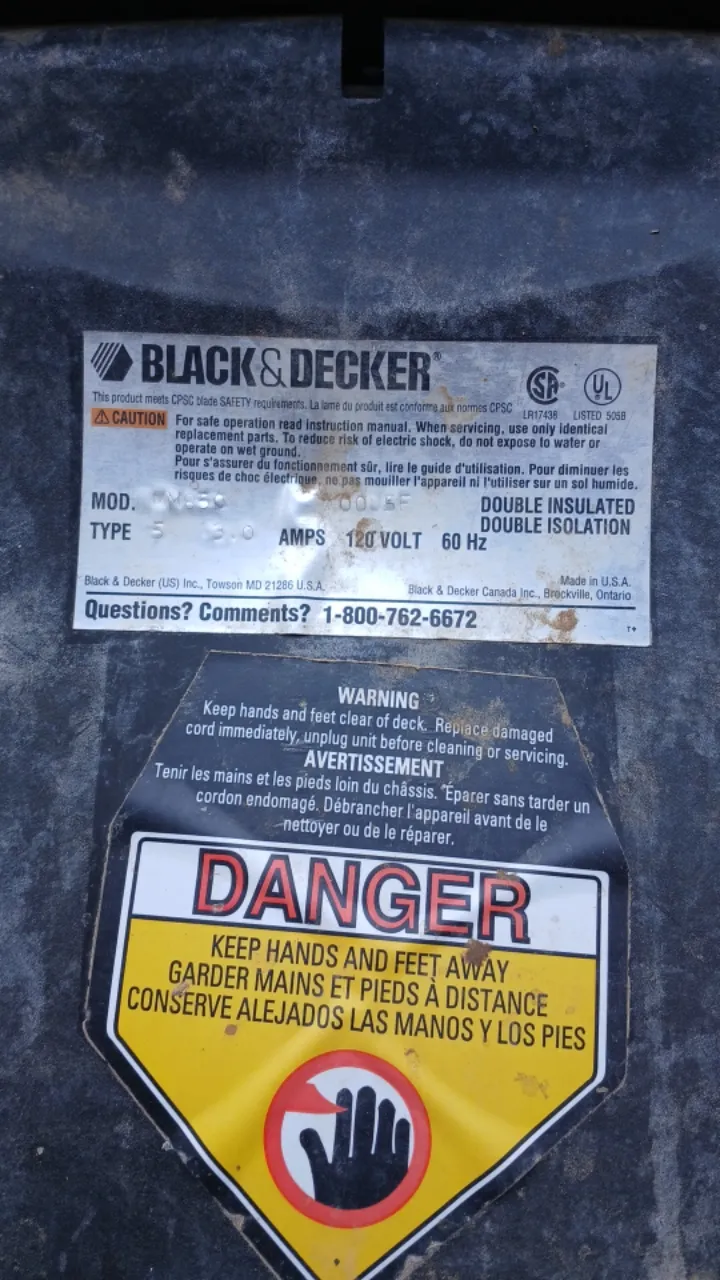 BLACK&DECKER®
This product meets CPSC blade SAFETY requirements. La lame du produit est conforme aux normes CPSC
SA
UL
LR17438
LISTED 505B
CAUTION
For safe operation read instruction manual. When servicing, use only identical
replacement parts. To reduce risk of electric shock, do not expose to water or
operate on wet ground.
Pour s'assurer du fonctionnement sûr, lire le guide d'utilisation. Pour diminuer les
risques de choc électrique, ne pas mouiller l'appareil ni l'utiliser sur un sol humide.
MOD.
DOUBLE INSULATED
DOUBLE ISOLATION
TYPE 5 AMPS 120 VOLT 60 Hz
Black & Decker (US) Inc., Towson MD 21286 U.S.A.
Made in U.S.A.
Black & Decker Canada Inc., Brockville, Ontario
Questions? Comments? 1-800-762-6672
WARNING
Keep hands and feet clear of deck. Replace damaged
cord immediately, unplug unit before cleaning or servicing.
AVERTISSEMENT
Tenir les mains et les pieds loin du châssis. Éparer sans tarder un
cordon endomagé. Débrancher l'appareil avant de le
nettoyer ou de le réparer.
DANGER
KEEP HANDS AND FEET AWAY
GARDER MAINS ET PIEDS À DISTANCE
CONSERVE ALEJADOS LAS MANOS Y LOS PIES